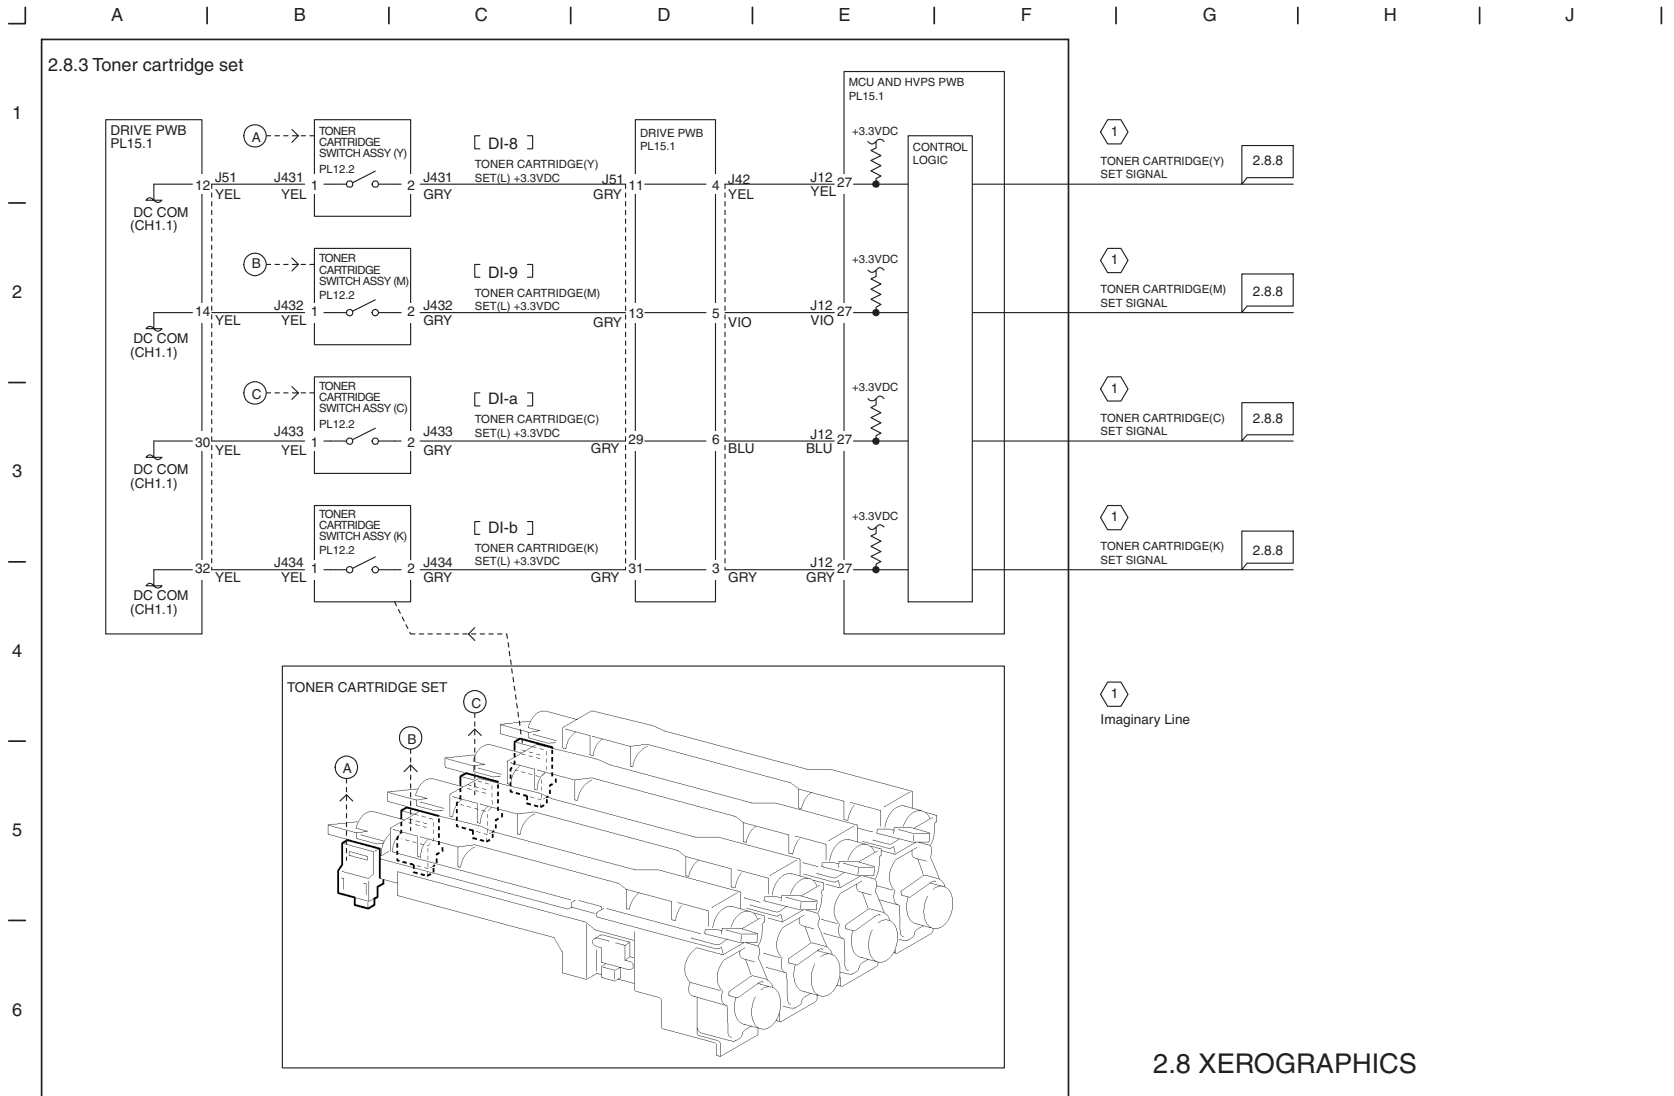 A B C D E F G H J
2.8.3 Toner cartridge set
1
DRIVE PWB
PL15.1
A
TONER
CARTRIDGE
SWITCH ASSY (Y)
PL12.2
[ DI-8 ]
TONER CARTRIDGE(Y)
SET(L) +3.3VDC
DRIVE PWB
PL15.1
MCU AND HVPS PWB
PL15.1
+3.3VDC
CONTROL
LOGIC
1
TONER CARTRIDGE(Y)
SET SIGNAL
2.8.8
12 J51 J431 1 2 J431 J51 11 4 J42 J12 27
YEL YEL GRY GRY YEL YEL
DC COM
(CH1.1)
2
B
TONER
CARTRIDGE
SWITCH ASSY (M)
PL12.2
[ DI-9 ]
TONER CARTRIDGE(M)
SET(L) +3.3VDC
+3.3VDC
1
TONER CARTRIDGE(M)
SET SIGNAL
2.8.8
14 J432 1 2 J432 13 5 J12 27
YEL YEL GRY GRY VIO VIO
DC COM
(CH1.1)
C
TONER
CARTRIDGE
SWITCH ASSY (C)
PL12.2
[ DI-a ]
TONER CARTRIDGE(C)
SET(L) +3.3VDC
+3.3VDC
1
TONER CARTRIDGE(C)
SET SIGNAL
2.8.8
30 J433 1 2 J433 29 6 J12 27
YEL YEL GRY GRY BLU BLU
3
DC COM
(CH1.1)
TONER
CARTRIDGE
SWITCH ASSY (K)
PL12.2
[ DI-b ]
TONER CARTRIDGE(K)
SET(L) +3.3VDC
+3.3VDC
1
TONER CARTRIDGE(K)
SET SIGNAL
2.8.8
32 J434 1 2 J434 31 3 J12 27
YEL YEL GRY GRY GRY GRY
DC COM
(CH1.1)
4
TONER CARTRIDGE SET
C
B
A
1
Imaginary Line
5
6
2.8 XEROGRAPHICS